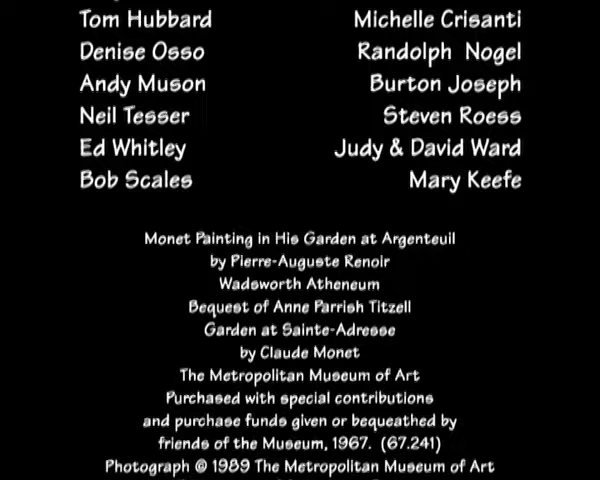 Tom Hubbard Michelle Crisanti
Denise Osso Randolph Nogel
Andy Muson Burton Joseph
Neil Tesser Steven Roess
Ed Whitley Judy & David Ward
Bob Scales Mary Keefe
Monet Painting in His Garden at Argenteuil
by Pierre-Auguste Renoir
Wadsworth Atheneum
Bequest of Anne Parrish Titzell
Garden at Sainte-Adresse
by Claude Monet
The Metropolitan Museum of Art
Purchased with special contributions
and purchase funds given or bequeathed by
friends of the Museum, 1967. (67.241)
Photograph © 1989 The Metropolitan Museum of Art